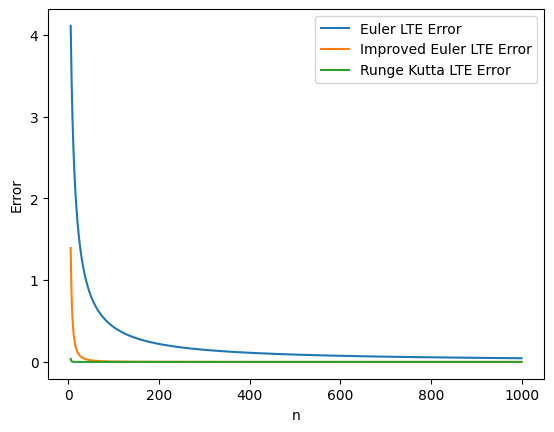 Euler LTE Error
Improved Euler LTE Error
Runge Kutta LTE Error
4
3
2
1
0
Error
0 200 400 600 800 1000
n